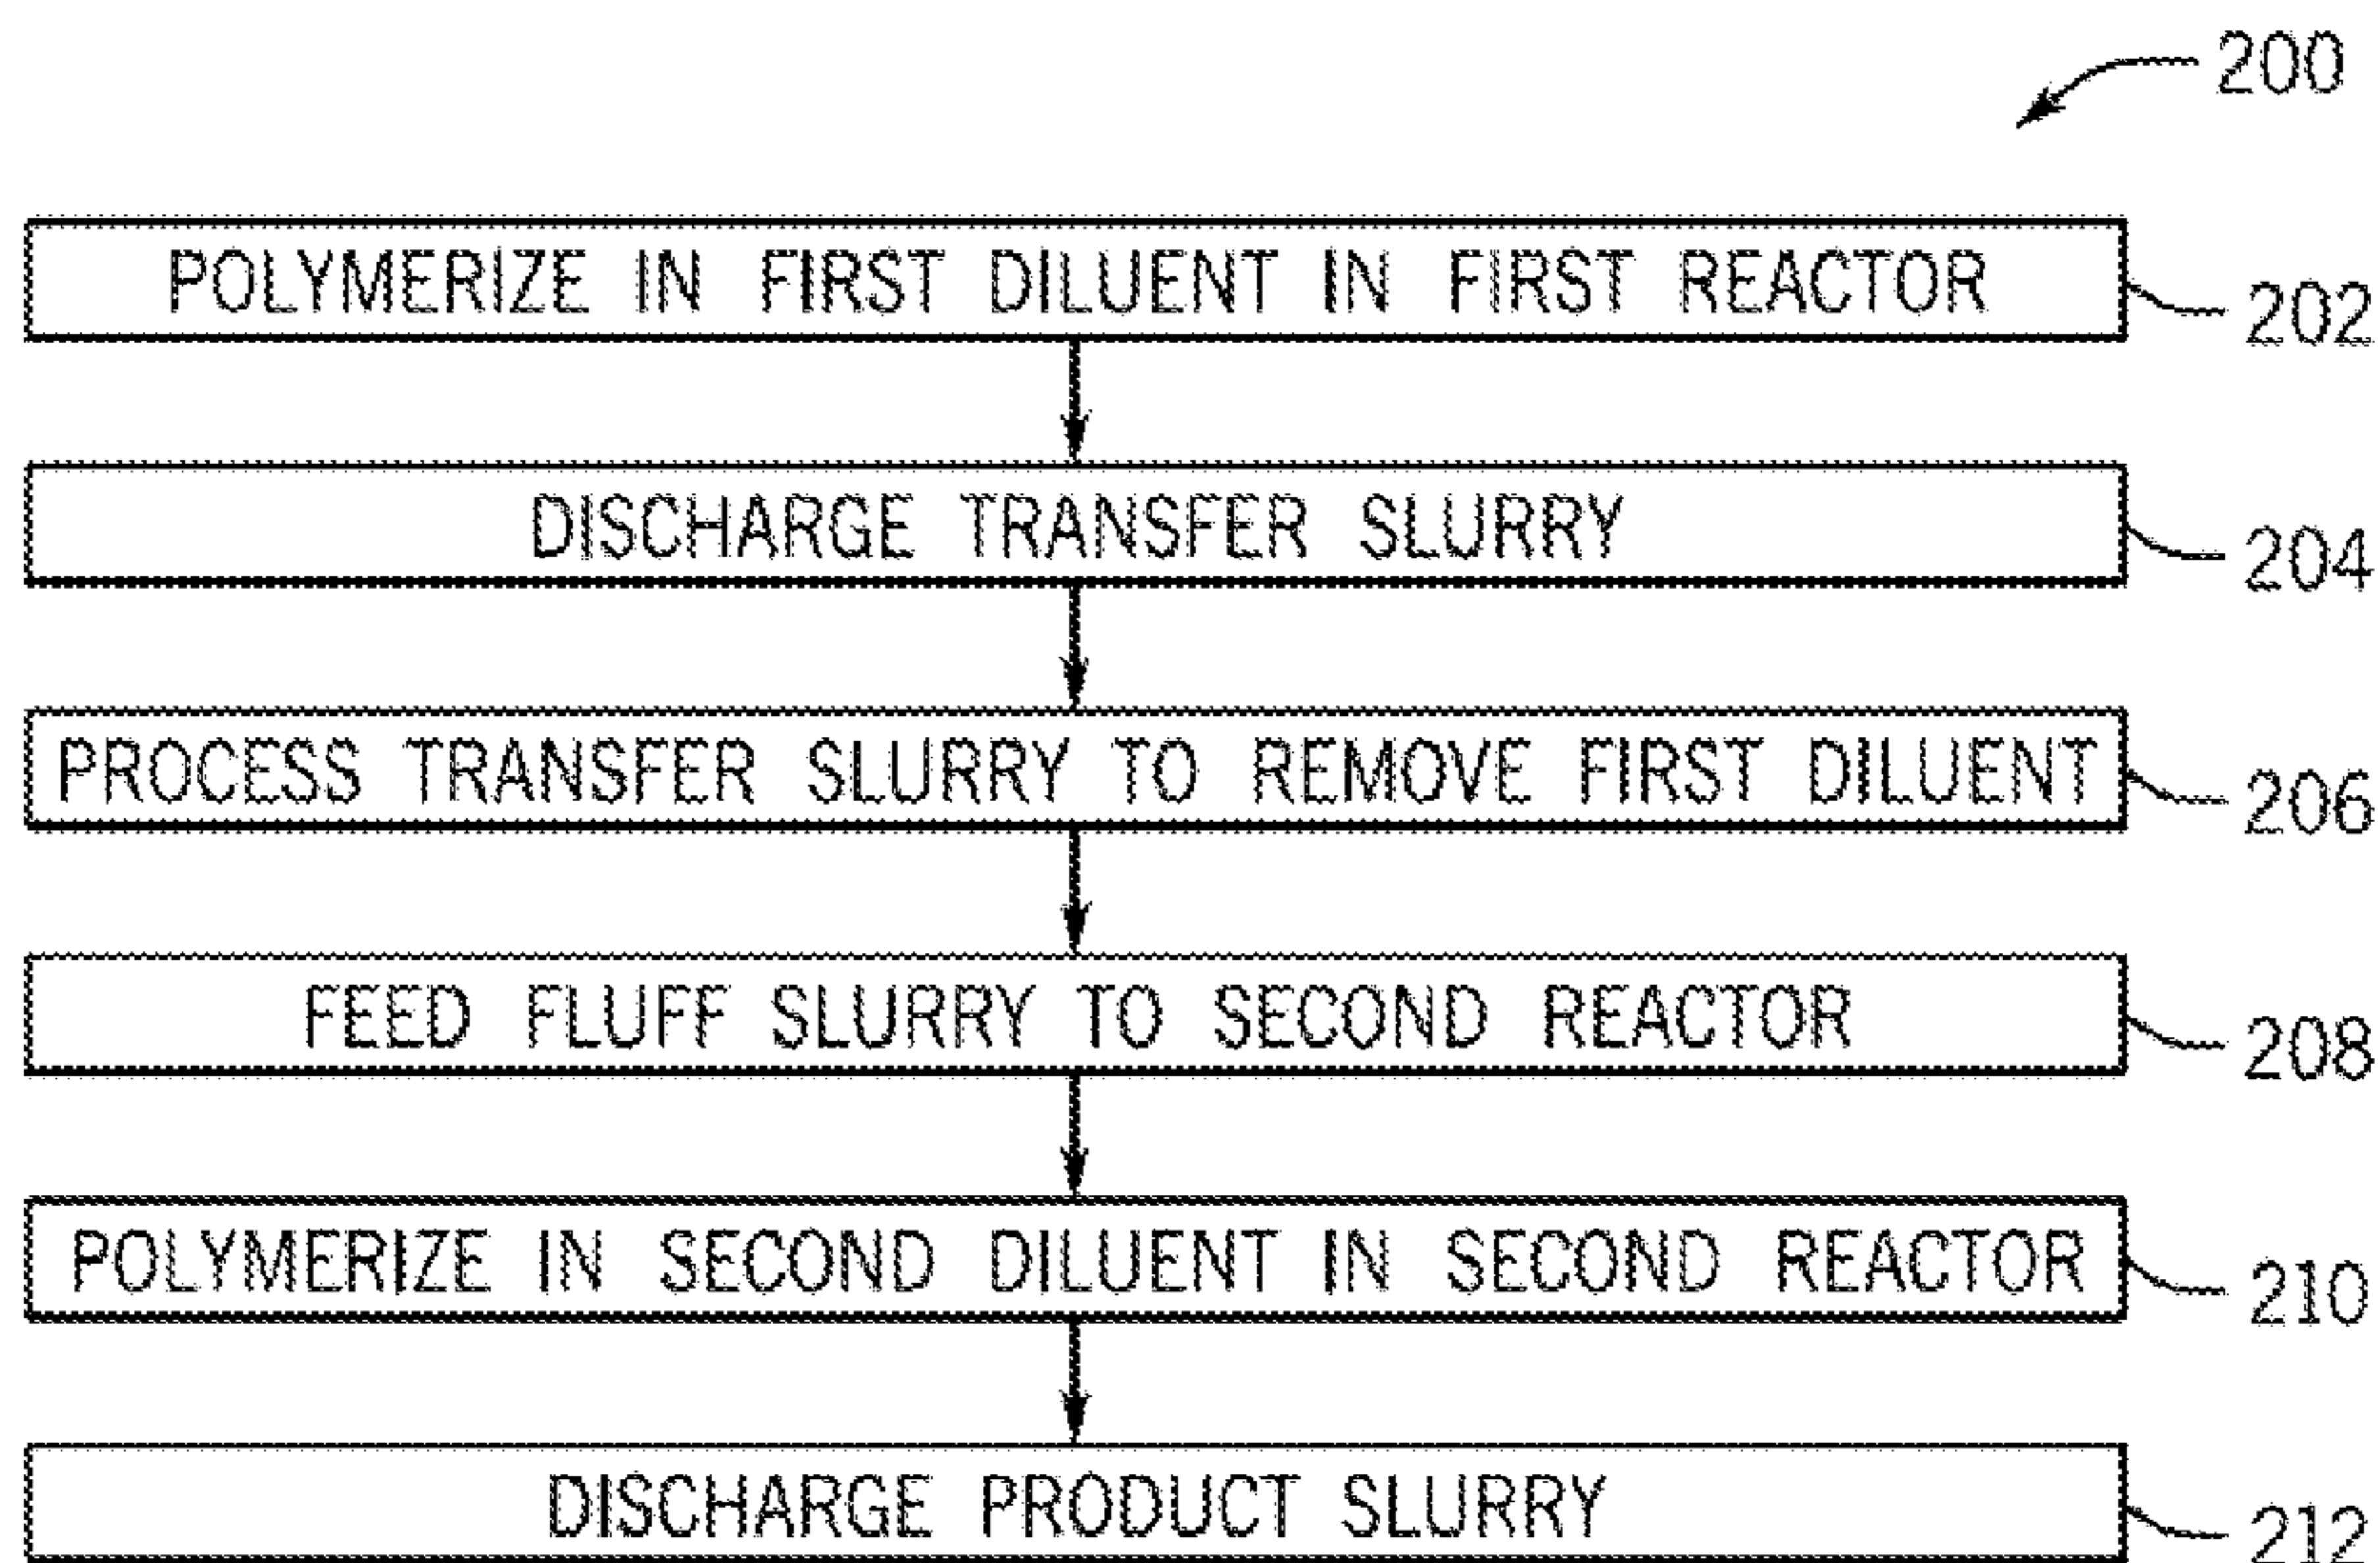 200
POLYMERIZE IN FIRST DILUENT IN FIRST REACTOR
202
DISCHARGE TRANSFER SLURRY
204
PROCESS TRANSFER SLURRY TO REMOVE FIRST DILUENT
206
FEED FLUFF SLURRY TO SECOND REACTOR
208
POLYMERIZE IN SECOND DILUENT IN SECOND REACTOR
210
DISCHARGE PRODUCT SLURRY
212